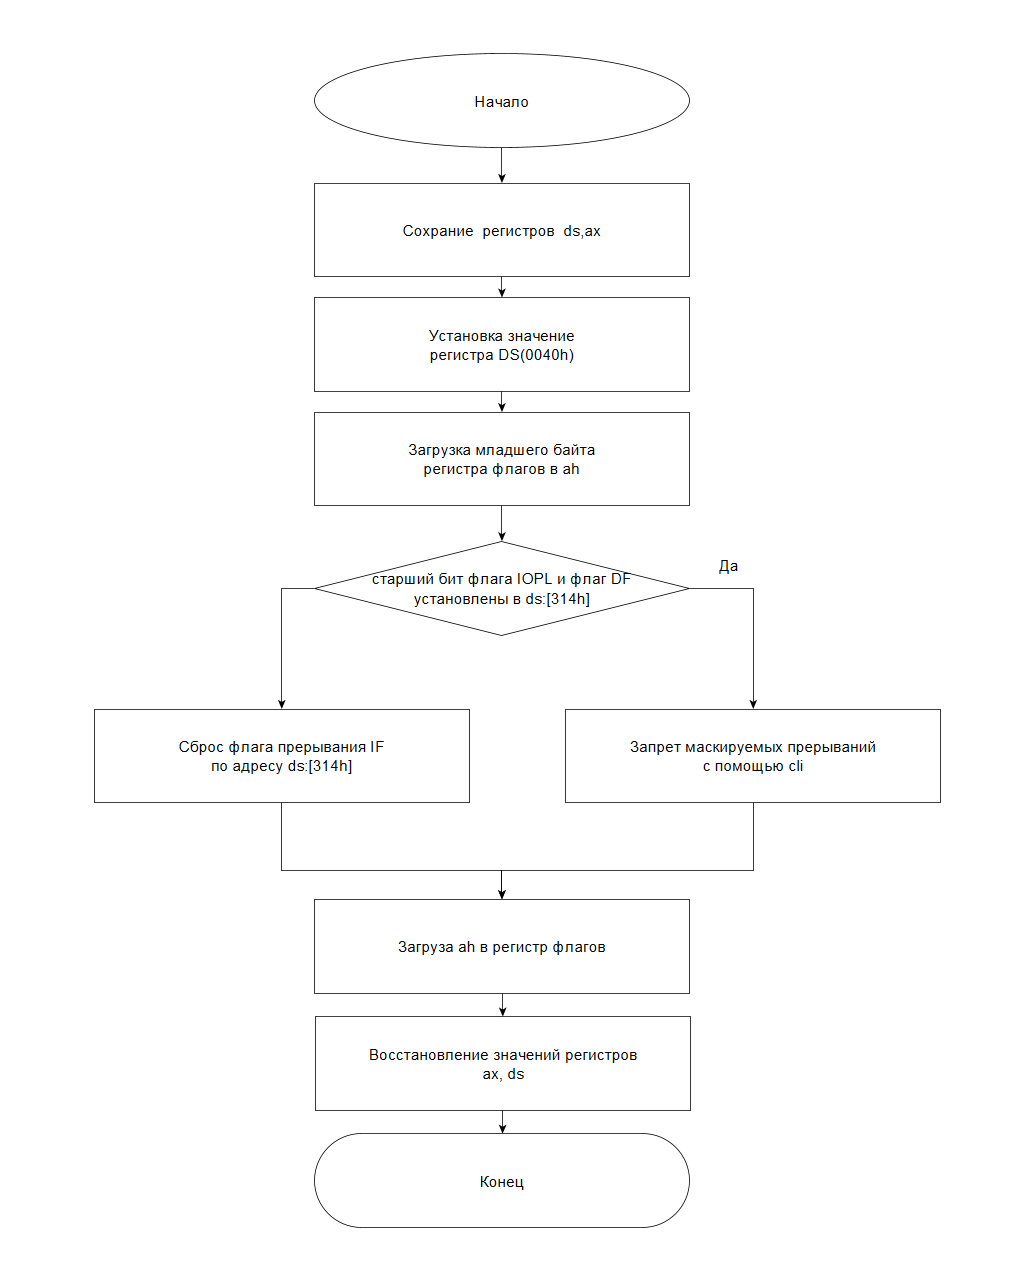 Начало
Сохрание регистров ds,ax
Установка значение
регистра DS(0040h)
Загрузка младшего байта
регистра флагов в ah
старший бит флага IOPL и флаг DF
установлены в ds:[314h]
Да
Сброс флага прерывания IF
по адресу ds:[314h]
Запрет маскируемых прерываний
с помощью cli
Загруза ah в регистр флагов
Восстановление значений регистров
ax, ds
Конец